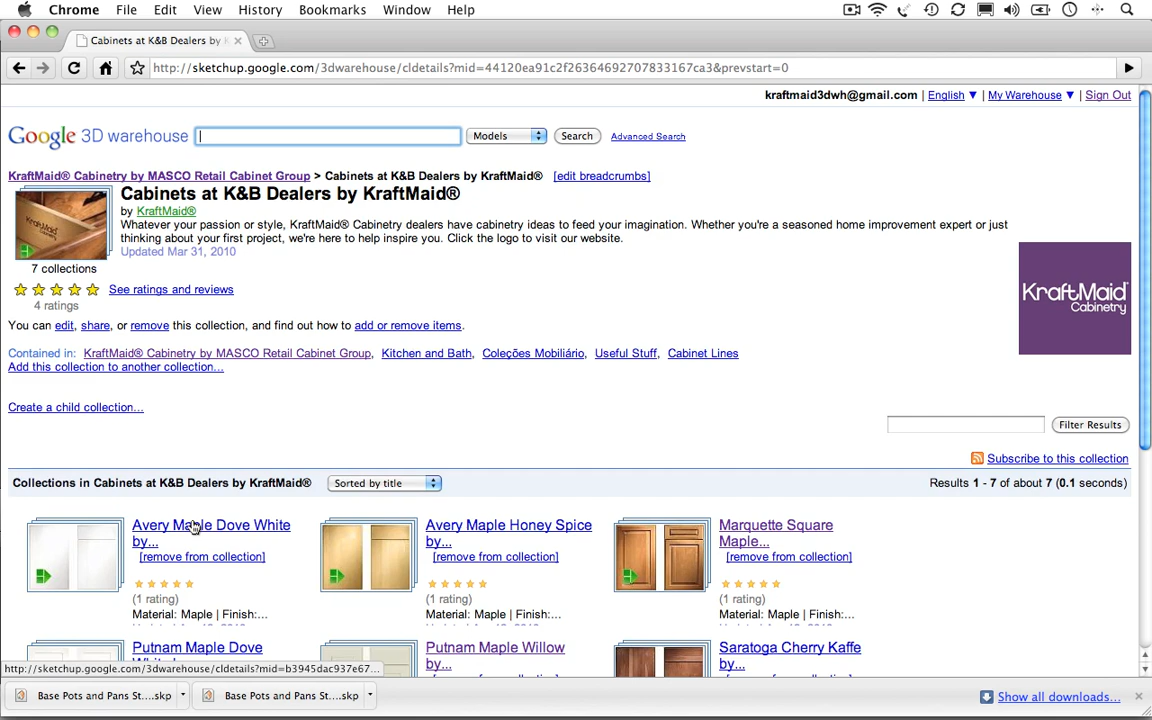 Chrome File Edit View History Bookmarks Window Help
Cabinets at K&B Dealers by
http://sketchup.google.com/3dwarehouse/cldetails?mid=44120ea91c2f26364692707833167ca3&prevstart=0
kraftmaid3dwh@gmail.com | English ▼ | My Warehouse ▼ | Sign Out
Google 3D warehouse Models Search Advanced Search
KraftMaid® Cabinetry by MASCO Retail Cabinet Group > Cabinets at K&B Dealers by KraftMaid® [edit breadcrumbs]
Cabinets at K&B Dealers by KraftMaid®
by KraftMaid®
Whatever your passion or style, KraftMaid® Cabinetry dealers have cabinetry ideas to feed your imagination. Whether you're a seasoned home improvement expert or just
thinking about your first project, we're here to help inspire you. Click the logo to visit our website.
Updated Mar 31, 2010
7 collections
See ratings and reviews
4 ratings
KraftMaid®
Cabinetry
You can edit, share, or remove this collection, and find out how to add or remove items.
Contained in: KraftMaid® Cabinetry by MASCO Retail Cabinet Group, Kitchen and Bath, Coleções Mobiliário, Useful Stuff, Cabinet Lines
Add this collection to another collection...
Create a child collection...
Filter Results
Subscribe to this collection
Collections in Cabinets at K&B Dealers by KraftMaid® Sorted by title Results 1 - 7 of about 7 (0.1 seconds)
Avery Maple Dove White Avery Maple Honey Spice Marquette Square
by... by... Maple...
[remove from collection] [remove from collection] [remove from collection]
(1 rating) (1 rating) (1 rating)
Material: Maple | Finish:... Material: Maple | Finish:... Material: Maple | Finish:...
Putnam Maple Dove Putnam Maple Willow Saratoga Cherry Kaffe
by... by...
http://sketchup.google.com/3dwarehouse/cldetails?mid=b3945dac937e67...
Base Pots and Pans St....skp Base Pots and Pans St....skp Show all downloads...